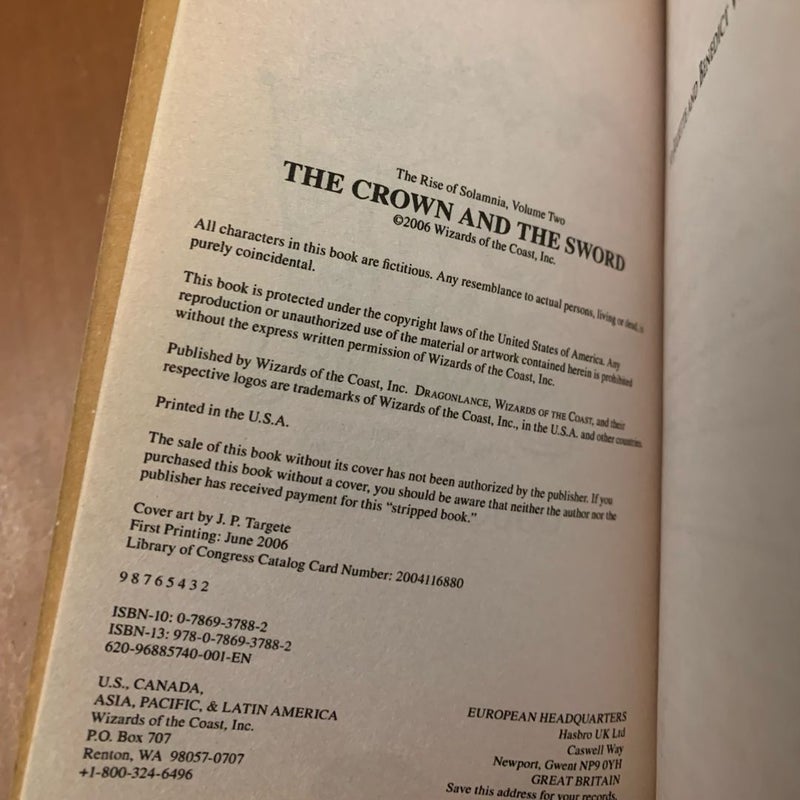 The Rise of Solamnia, Volume Two
THE CROWN AND THE SWORD
©2006 Wizards of the Coast, Inc.
All characters in this book are fictitious. Any resemblance to actual persons, living or dead, is
purely coincidental.
This book is protected under the copyright laws of the United States of America. Any
reproduction or unauthorized use of the material or artwork contained herein is prohibited
without the express written permission of Wizards of the Coast, Inc.
Published by Wizards of the Coast, Inc. DRAGONLANCE, WIZARDS OF THE COAST, and their
respective logos are trademarks of Wizards of the Coast, Inc., in the U.S.A. and other countries.
Printed in the U.S.A.
The sale of this book without its cover has not been authorized by the publisher. If you
purchased this book without a cover, you should be aware that neither the author nor the
publisher has received payment for this "stripped book."
Cover art by J. P. Targete
First Printing: June 2006
Library of Congress Catalog Card Number: 2004116880
9 8 7 6 5 4 3 2
ISBN-10: 0-7869-3788-2
ISBN-13: 978-0-7869-3788-2
620-96885740-001-EN
U.S., CANADA,
ASIA, PACIFIC, & LATIN AMERICA
Wizards of the Coast, Inc.
P.O. Box 707
Renton, WA 98057-0707
+1-800-324-6496
EUROPEAN HEADQUARTERS
Hasbro UK Ltd
Caswell Way
Newport, Gwent NP9 0YH
GREAT BRITAIN
Save this address for your records.
AND BENEDICT